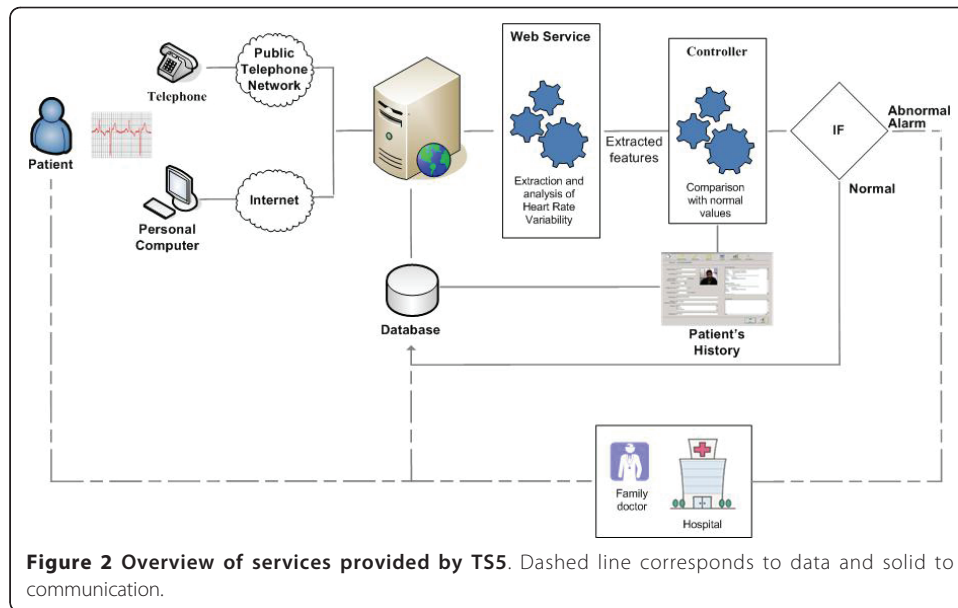 Web Service
Controller
Public
Telephone
Network
Telephone
Patient
Internet
Personal
Computer
Extraction and
analysis of
Heart Rate
Variability
Extracted
features
Comparison
with normal
values
IF
Abnormal
Alarm
Normal
Database
Patient's
History
Family
doctor
Hospital
Figure 2 Overview of services provided by TS5. Dashed line corresponds to data and solid to
communication.